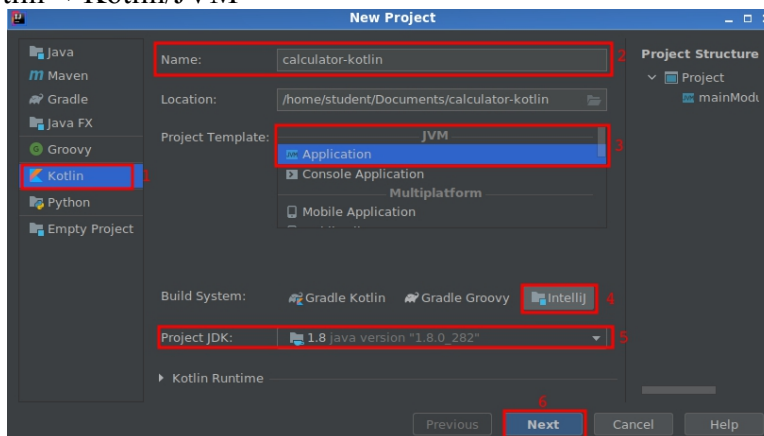 Kotlin/JVM
New Project
Java
Maven
Gradle
Java FX
Groovy
Kotlin 1
Python
Empty Project
Name: calculator-kotlin 2
Location: /home/student/Documents/calculator-kotlin
Project Template:
JVM
Application 3
Console Application
Multiplatform
Mobile Application
Build System: Gradle Kotlin Gradle Groovy IntelliJ 4
Project JDK: 1.8 java version "1.8.0_282" 5
Kotlin Runtime
Project Structure
Project
mainModu
6
Previous Next Cancel Help